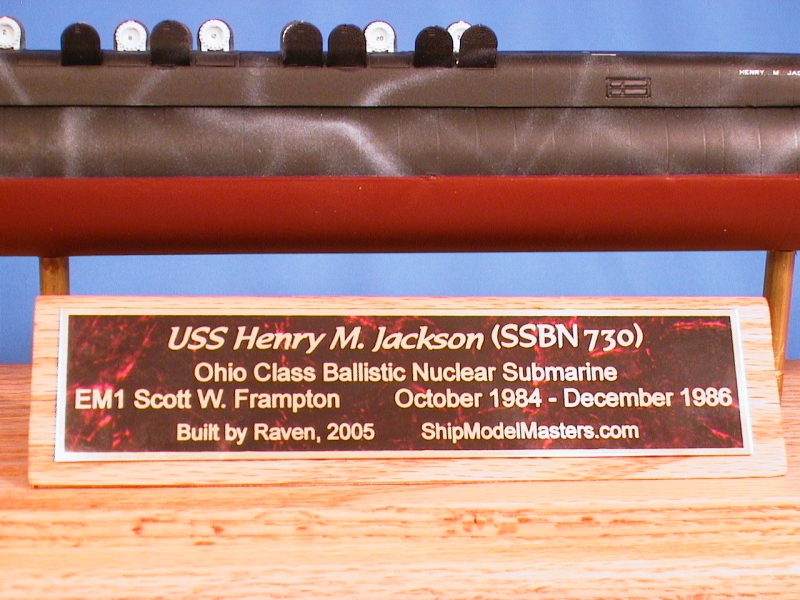 HENRY M JAC
USS Henry M. Jackson (SSBN 730)
Ohio Class Ballistic Nuclear Submarine
EM1 Scott W. Frampton October 1984 - December 1986
Built by Raven, 2005 ShipModelMasters.com